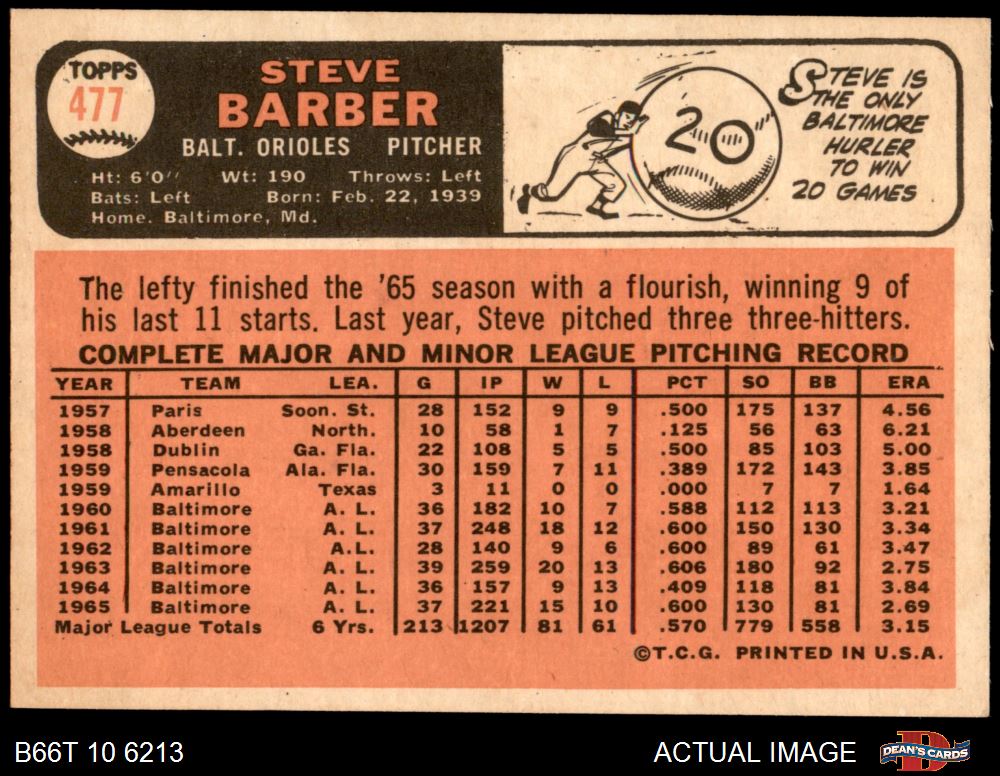 TOPPS
477
STEVE
BARBER
BALT. ORIOLES PITCHER
Ht: 6'0" Wt: 190 Throws: Left
Bats: Left Born: Feb. 22, 1939
Home. Baltimore, Md.
20
STEVE IS
THE ONLY
BALTIMORE
HURLER
TO WIN
20 GAMES
The lefty finished the '65 season with a flourish, winning 9 of
his last 11 starts. Last year, Steve pitched three three-hitters.
COMPLETE MAJOR AND MINOR LEAGUE PITCHING RECORD
YEAR TEAM LEA. G IP W L PCT SO BB ERA
1957 Paris Soon. St. 28 152 9 9 .500 175 137 4.56
1958 Aberdeen North. 10 58 1 7 .125 56 63 6.21
1958 Dublin Ga. Fla. 22 108 5 5 .500 85 103 5.00
1959 Pensacola Ala. Fla. 30 159 7 11 .389 172 143 3.85
1959 Amarillo Texas 3 11 0 0 .000 7 7 1.64
1960 Baltimore A. L. 36 182 10 7 .588 112 113 3.21
1961 Baltimore A. L. 37 248 18 12 .600 150 130 3.34
1962 Baltimore A.L. 28 140 9 6 .600 89 61 3.47
1963 Baltimore A. L. 39 259 20 13 .606 180 92 2.75
1964 Baltimore A. L. 36 157 9 13 .409 118 81 3.84
1965 Baltimore A. L. 37 221 15 10 .600 130 81 2.69
Major League Totals 6 Yrs. 213 1207 81 61 .570 779 558 3.15
©T.C.G. PRINTED IN U.S.A.
B66T 10 6213
ACTUAL IMAGE
DEAN'S CARDS